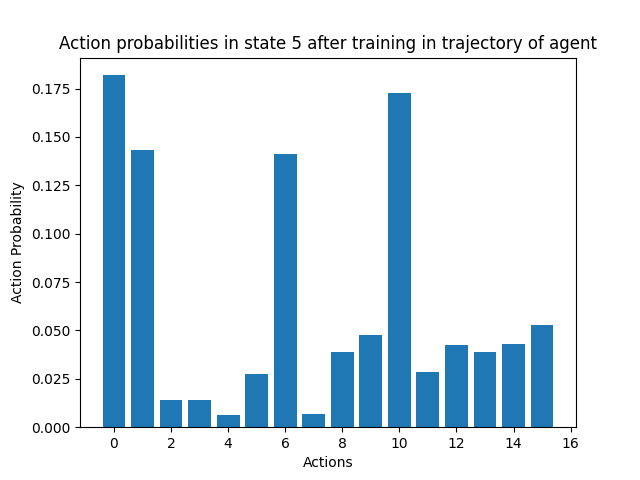 Action probabilities in state 5 after training in trajectory of agent
0.175
0.150
0.125
0.100
0.075
0.050
0.025
0.000
Action Probability
0 2 4 6 8 10 12 14 16
Actions